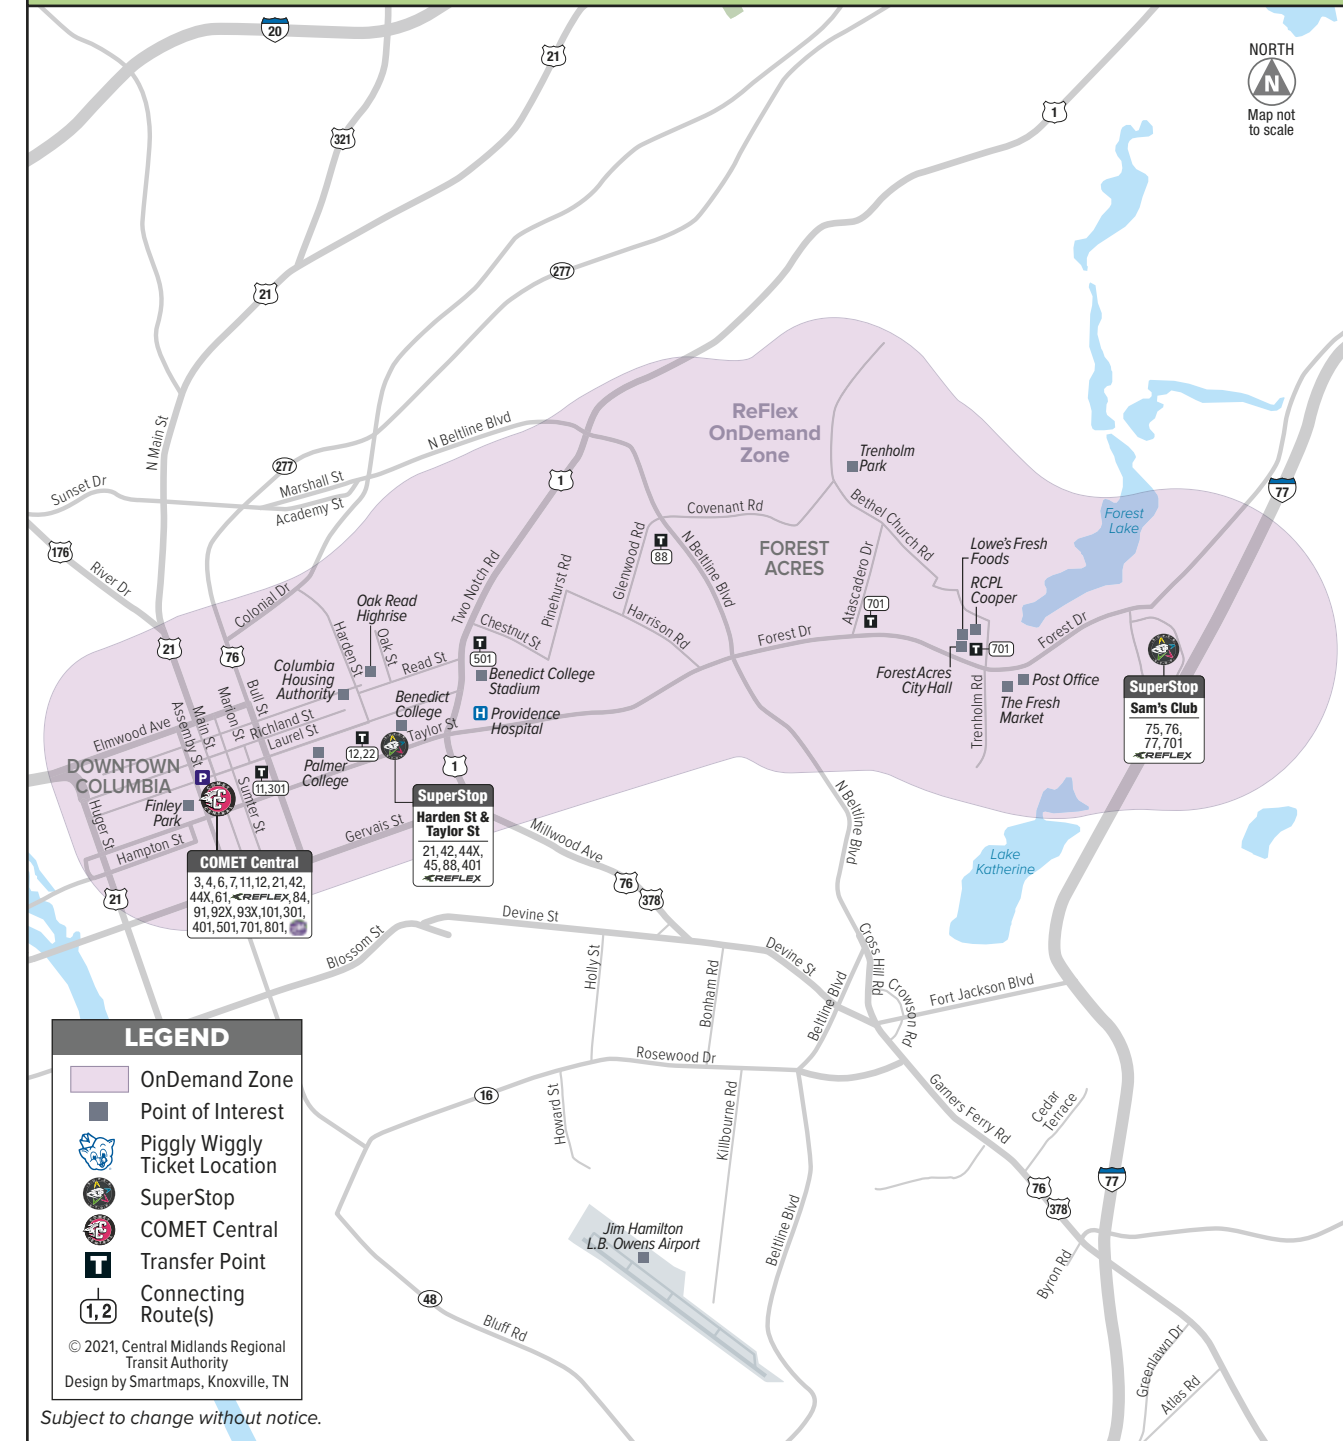 20
21
NORTH
N
Map not
to scale
1
321
277
21
ReFlex
OnDemand
Zone
N Main St
N Beltline Blvd
Trenholm
Park
277
Marshall St
Sunset Dr
Academy St
1
77
Covenant Rd
Bethel Church Rd
Forest
Lake
176
River Dr
Glenwood Rd
T
88
N Beltline Blvd
FOREST
ACRES
Atascadero Dr
Lowe's Fresh
Foods
RCPL
Cooper
Two Notch Rd
Pinehurst Rd
Colonial Dr
Oak Read
Highrise
Harden St
Oak St
Chestnut St
Harrison Rd
701
T
Forest Dr
Forest Dr
21
76
Read St
T
501
T
701
Columbia
Housing
Authority
Benedict College
Stadium
Forest Acres
City Hall
Post Office
The Fresh
Market
Trenholm Rd
SuperStop
Sam's Club
75, 76,
77, 701
REFLEX
Bull St
Marion St
Main St
Assemby St
Elmwood Ave
Richland St
Laurel St
Benedict
College
Taylor St
H
Providence
Hospital
DOWNTOWN
COLUMBIA
P
T
12,22
Palmer
College
T
11,301
Sumter St
1
Finley
Park
Huger St
Hampton St
Gervais St
SuperStop
Harden St &
Taylor St
21, 42, 44X,
45, 88, 401
REFLEX
Millwood Ave
N Beltline Blvd
Lake
Katherine
COMET Central
3, 4, 6, 7, 11, 12, 21, 42,
44X, 61, REFLEX, 84,
91, 92X, 93X, 101, 301,
401, 501, 701, 801,
21
76
378
Devine St
Blossom St
Devine St
Holly St
Bonham Rd
Beltline Blvd
Cross Hill Rd
Crowson Rd
Fort Jackson Blvd
Rosewood Dr
16
Howard St
Killbourne Rd
Garners Ferry Rd
Cedar
Terrace
76
378
77
Jim Hamilton
L.B. Owens Airport
Beltline Blvd
Byron Rd
48
Bluff Rd
Greenlawn Dr
Atlas Rd
LEGEND
OnDemand Zone
Point of Interest
Piggly Wiggly
Ticket Location
SuperStop
COMET Central
T
Transfer Point
1, 2
Connecting
Route(s)
© 2021, Central Midlands Regional
Transit Authority
Design by Smartmaps, Knoxville, TN
Subject to change without notice.